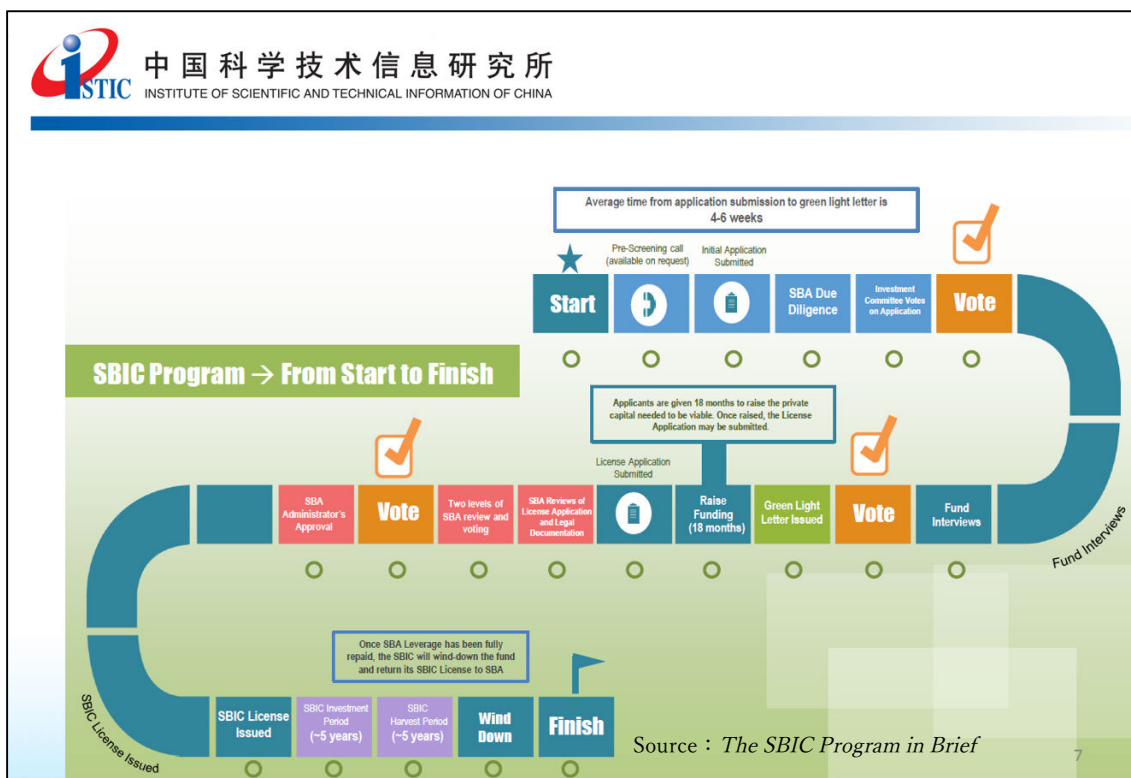 iSTIC
中国科学技术信息研究所
INSTITUTE OF SCIENTIFIC AND TECHNICAL INFORMATION OF CHINA
Average time from application submission to green light letter is
4-6 weeks
Pre-Screening call
(available on request)
Initial Application
Submitted
Start
SBA Due
Diligence
Investment
Committee Votes
on Application
Vote
SBIC Program → From Start to Finish
Applicants are given 18 months to raise the private
capital needed to be viable. Once raised, the License
Application may be submitted.
Fund Interviews
Fund
Interviews
Vote
Green Light
Letter Issued
Raise
Funding
(18 months)
License Application
Submitted
SBA Reviews of
License Application
and Legal
Documentation
Two levels of
SBA review and
voting
Vote
SBA
Administrator's
Approval
Once SBA Leverage has been fully
repaid, the SBIC will wind-down the fund
and return its SBIC License to SBA
SBIC License Issued
SBIC License
Issued
SBIC Investment
Period
(~5 years)
SBIC
Harvest Period
(~5 years)
Wind
Down
Finish
Source：The SBIC Program in Brief
7